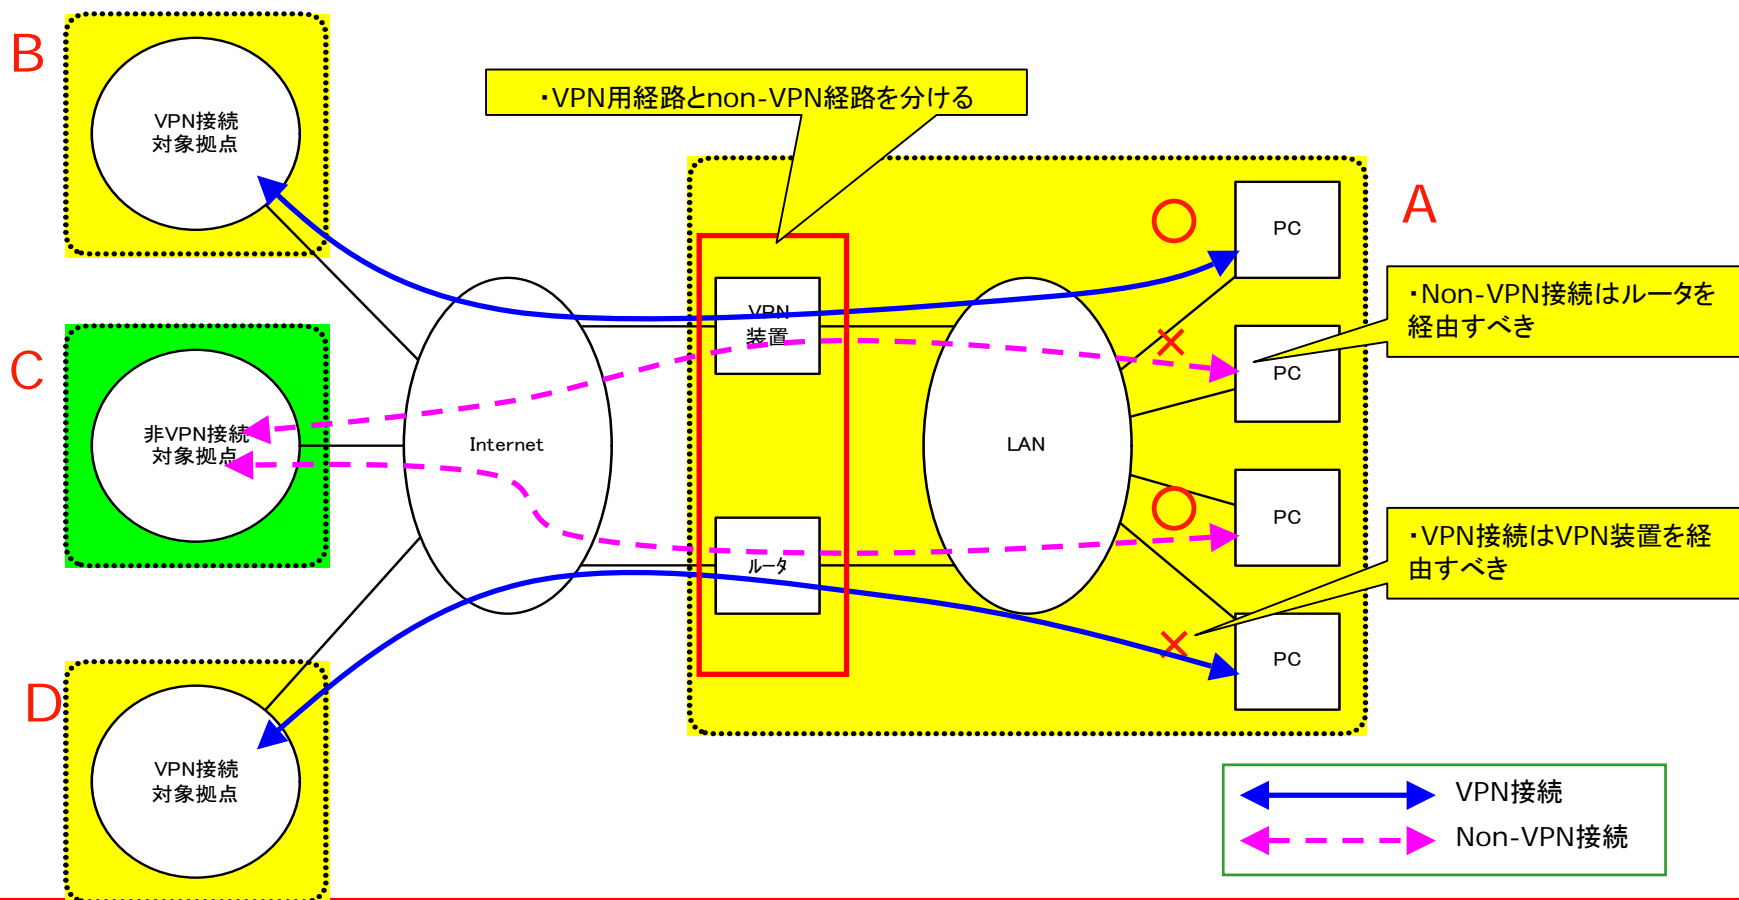 B
VPN接続
対象拠点
・VPN用経路とnon-VPN経路を分ける
A
PC
・Non-VPN接続はルータを
経由すべき
VPN
装置
PC
C
非VPN接続
対象拠点
Internet
LAN
PC
・VPN接続はVPN装置を経
由すべき
ルータ
PC
D
VPN接続
対象拠点
VPN接続
Non-VPN接続